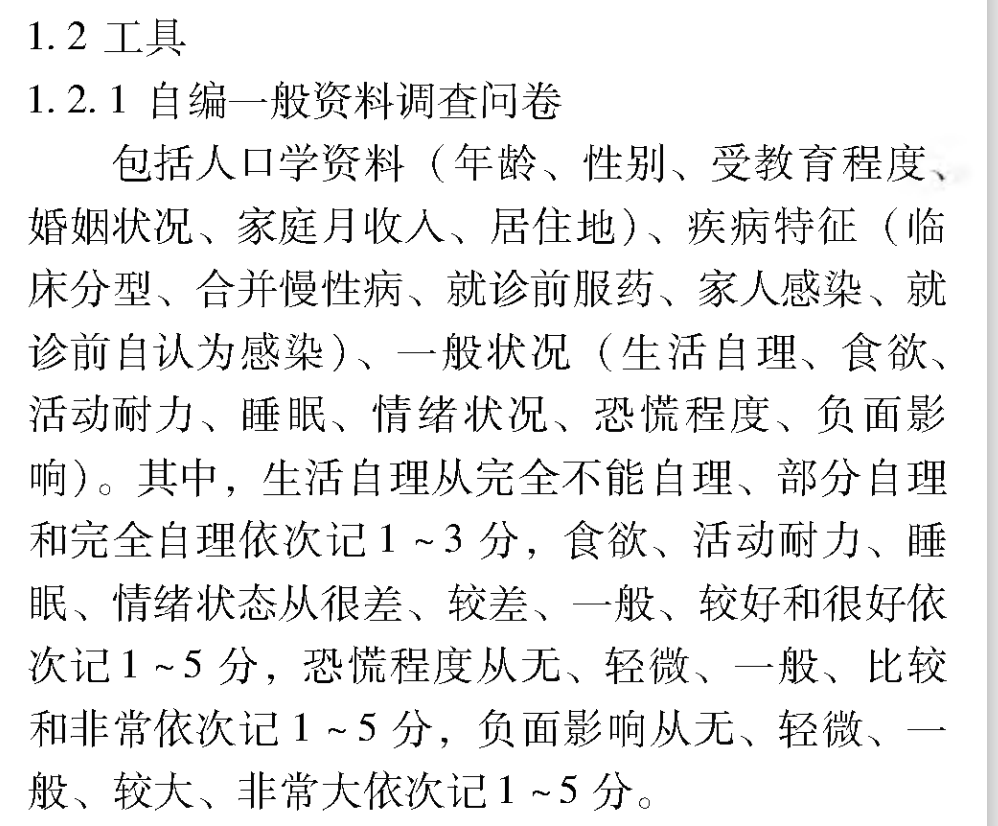 1.2 工具
1.2.1 自编一般资料调查问卷
包括人口学资料（年龄、性别、受教育程度、
婚姻状况、家庭月收入、居住地）、疾病特征（临
床分型、合并慢性病、就诊前服药、家人感染、就
诊前自认为感染）、一般状况（生活自理、食欲、
活动耐力、睡眠、情绪状况、恐慌程度、负面影
响）。其中，生活自理从完全不能自理、部分自理
和完全自理依次记1~3分，食欲、活动耐力、睡
眠、情绪状态从很差、较差、一般、较好和很好依
次记1~5分，恐慌程度从无、轻微、一般、比较
和非常依次记1~5分，负面影响从无、轻微、一
般、较大、非常大依次记1~5分。